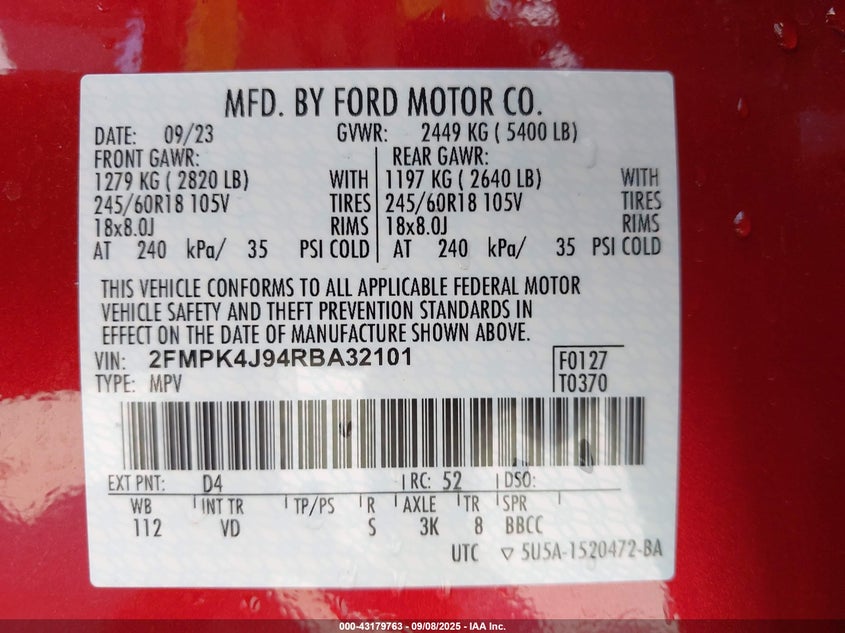 MFD. BY FORD MOTOR CO.
DATE: 09/23 GVWR: 2449 KG ( 5400 LB)
FRONT GAWR: REAR GAWR:
1279 KG ( 2820 LB) WITH 1197 KG ( 2640 LB) WITH
245/60R18 105V TIRES 245/60R18 105V TIRES
18x8.0J RIMS 18x8.0J RIMS
AT 240 kPa/ 35 PSI COLD AT 240 kPa/ 35 PSI COLD
THIS VEHICLE CONFORMS TO ALL APPLICABLE FEDERAL MOTOR
VEHICLE SAFETY AND THEFT PREVENTION STANDARDS IN
EFFECT ON THE DATE OF MANUFACTURE SHOWN ABOVE.
VIN: 2FMPK4J94RBA32101 F0127
TYPE: MPV T0370
EXT PNT: D4 RC: 52 DSO:
WB INT TR TP/PS R AXLE TR SPR
112 VD S 3K 8 BBCC
UTC ▽ 5U5A-1520472-BA
000-43179763 - 09/08/2025 - IAA Inc.